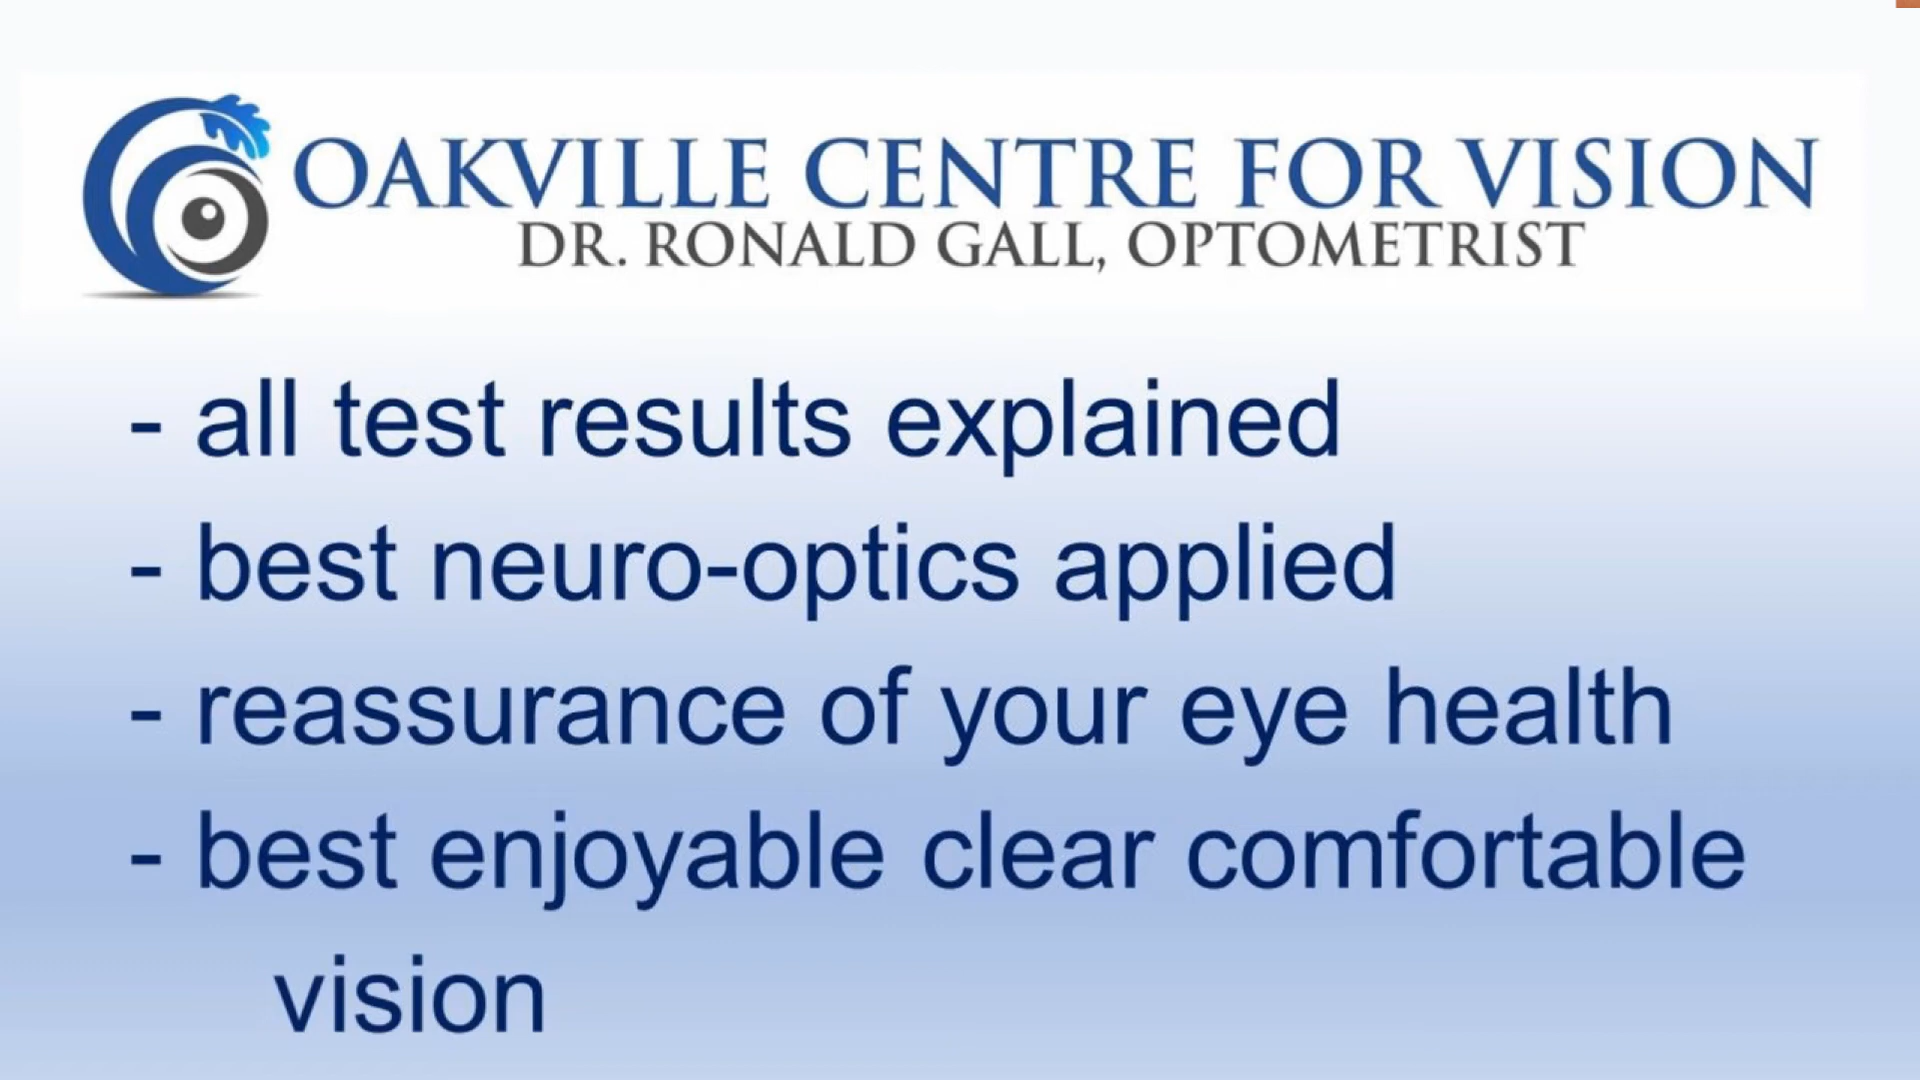 OAKVILLE CENTRE FOR VISION
DR. RONALD GALL, OPTOMETRIST
- all test results explained
- best neuro-optics applied
- reassurance of your eye health
- best enjoyable clear comfortable
vision